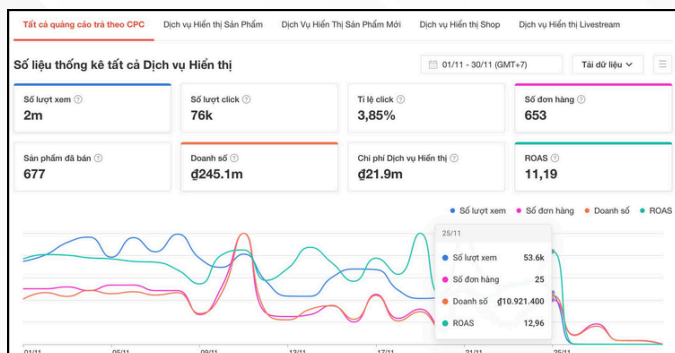 Tất cả quảng cáo trả theo CPC Dịch vụ Hiển thị Sản Phẩm Dịch Vụ Hiển Thị Sản Phẩm Mới Dịch vụ Hiển thị Shop Dịch vụ Hiển thị Livestream
Số liệu thống kê tất cả Dịch vụ Hiển thị 01/11 - 30/11 (GMT+7) Tải dữ liệu
Số lượt xem Số lượt click Tỉ lệ click Số đơn hàng
2m 76k 3,85% 653
Sản phẩm đã bán Doanh số Chi phí Dịch vụ Hiển thị ROAS
677 ₫245.1m ₫21.9m 11,19
Số lượt xem Số đơn hàng Doanh số ROAS
25/11
Số lượt xem 53.6k
Số đơn hàng 25
Doanh số ₫10.921.400
ROAS 12,96
01/11 05/11 09/11 13/11 17/11 21/11 25/11